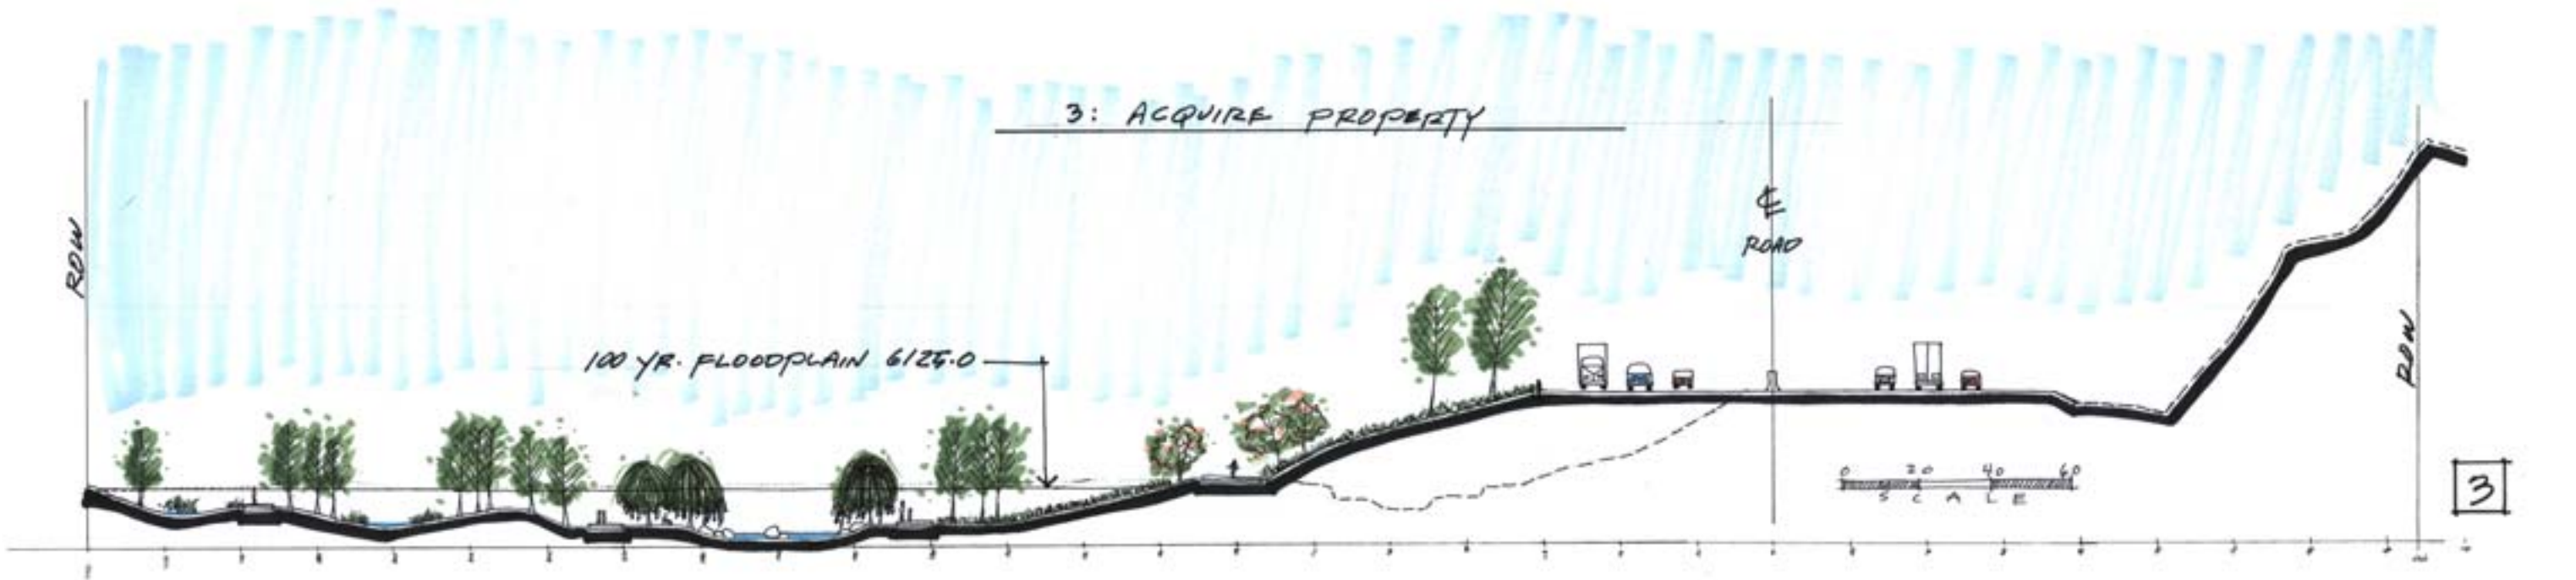 3: ACQUIRE PROPERTY
℄
ROAD
ROW
ROW
100 YR. FLOODPLAIN 6125.0
0 20 40 60
SCALE
3